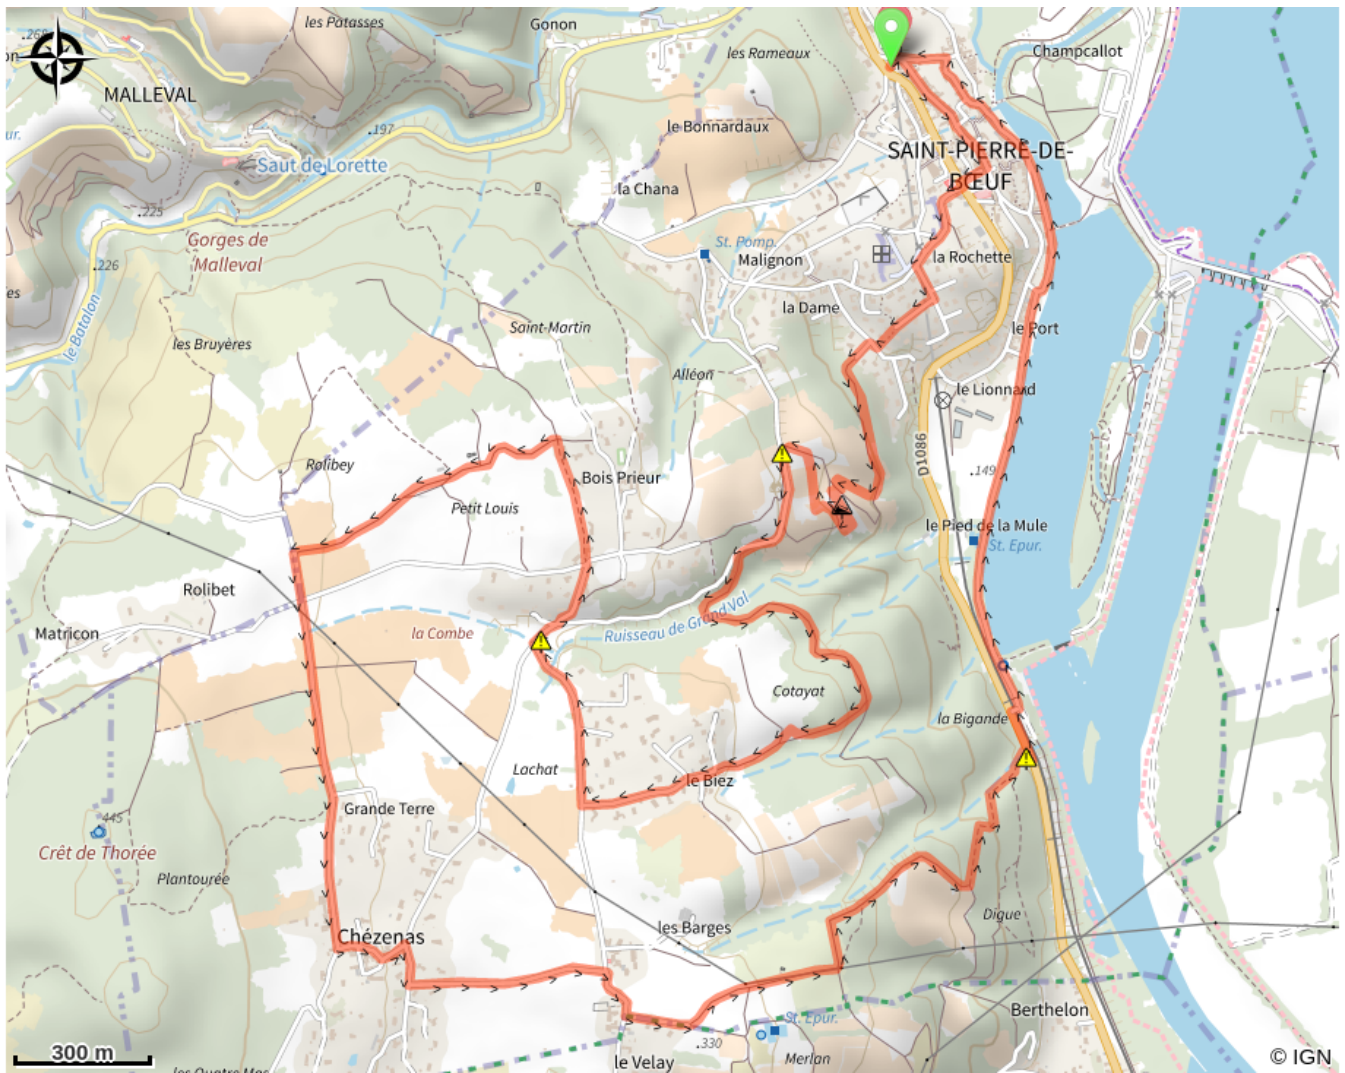 les Patasses
Gonon
.268
les Rameaux
Champcallot
MALLEVAL
.197
le Bonnardaux
ur.
Saut de Lorette
SAINT-PIERRE-DE-
BŒUF
la Chana
.225
Gorges de
Malleval
St. Pomp.
Malignon
la Rochette
.226
es
la Dame
le Port
le Batalon
les Bruyères
Saint-Martin
Alléon
le Lionnard
D1086
Rolibey
Bois Prieur
.149
Petit Louis
le Pied de la Mule
St. Epur.
Rolibet
Matricon
la Combe
Ruisseau de Grand Val
Cotayat
la Bigande
Lachat
le Biez
Grande Terre
445
Crêt de Thorée
Plantourée
les Barges
Digue
Chézenas
Berthelon
St. Epur.
.330
300 m
le Velay
Merlan
© IGN